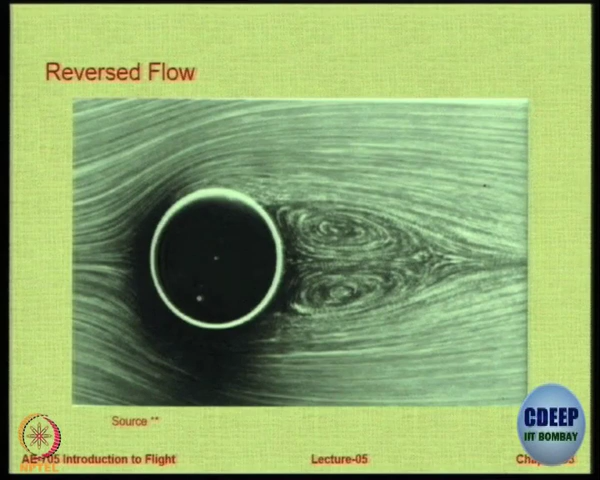 Reversed Flow
Source **
CDEEP
IIT BOMBAY
NPTEL
AE-705 Introduction to Flight
Lecture-05